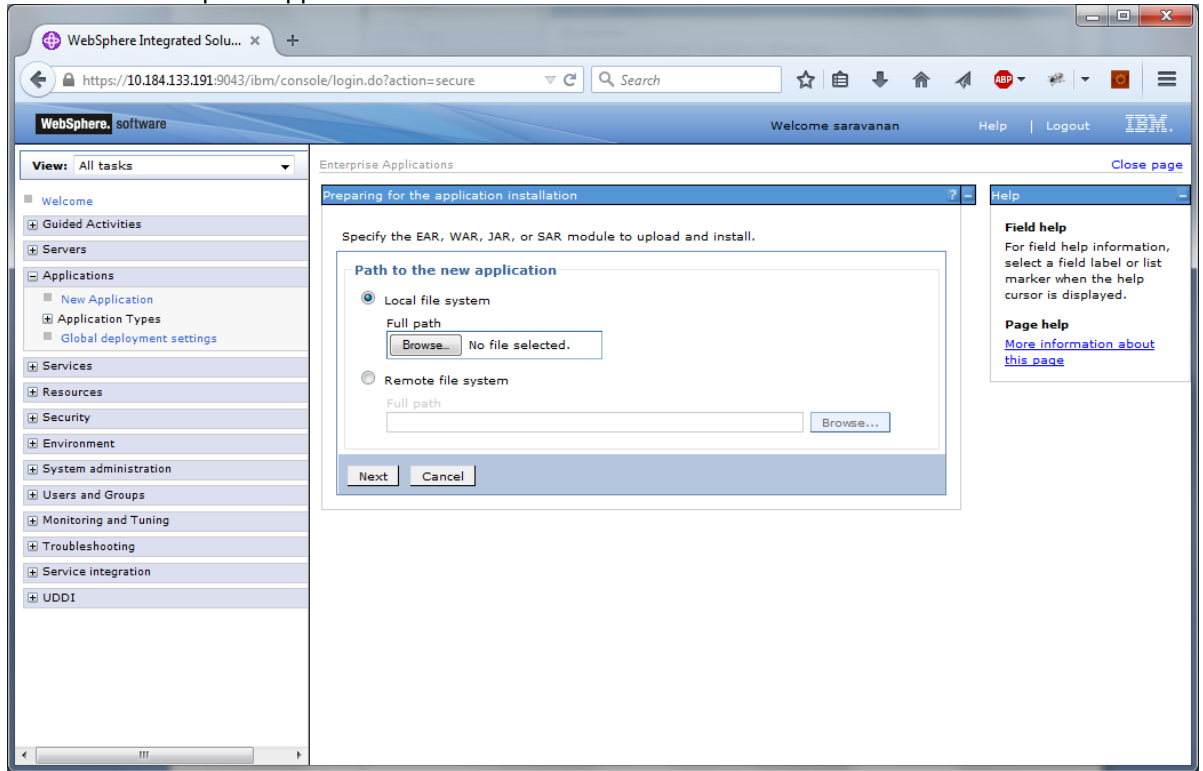 WebSphere Integrated Solu... × +
https://10.184.133.191:9043/ibm/console/login.do?action=secure Search ABP
WebSphere. software Welcome saravanan Help | Logout IBM.
View: All tasks
Welcome
Guided Activities
Servers
Applications
New Application
Application Types
Global deployment settings
Services
Resources
Security
Environment
System administration
Users and Groups
Monitoring and Tuning
Troubleshooting
Service integration
UDDI
Enterprise Applications Close page
Preparing for the application installation ? -
Specify the EAR, WAR, JAR, or SAR module to upload and install.
Path to the new application
Local file system
Full path
Browse... No file selected.
Remote file system
Full path
Browse...
Next Cancel
Help -
Field help
For field help information,
select a field label or list
marker when the help
cursor is displayed.
Page help
More information about
this page